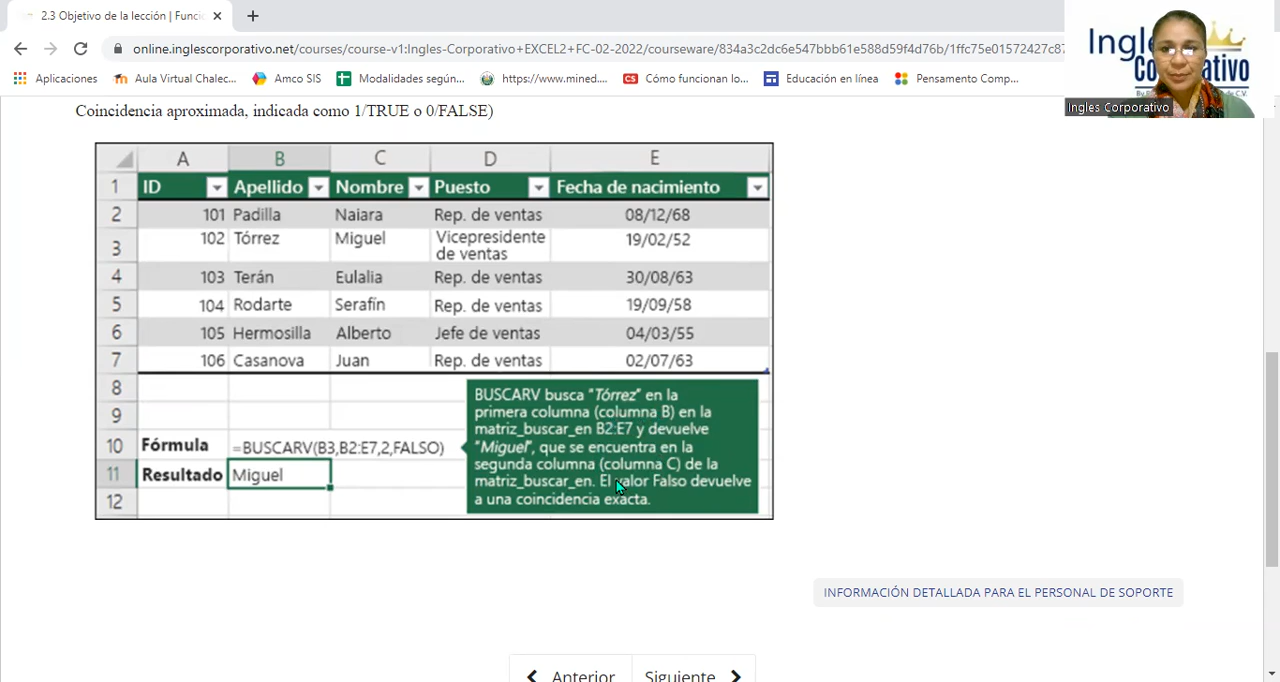 2.3 Objetivo de la lección | Funci
online.inglescorporativo.net/courses/course-v1:Ingles-Corporativo+EXCEL2+FC-02-2022/courseware/834a3c2dc6e547bbb61e588d59f4d76b/1ffc75e01572427c87
Aplicaciones Aula Virtual Chalec... Amco SIS Modalidades según... https://www.mined.... CS Cómo funciona lo... Educación en línea Pensamento Comp...
Ingles
Corporativo
Ingles Corporativo
Coincidencia aproximada, indicada como 1/TRUE o 0/FALSE)
A B C D E
1 ID Apellido Nombre Puesto Fecha de nacimiento
2 101 Padilla Naiara Rep. de ventas 08/12/68
3 102 Tórrez Miguel Vicepresidente de ventas 19/02/52
4 103 Terán Eulalia Rep. de ventas 30/08/63
5 104 Rodarte Serafín Rep. de ventas 19/09/58
6 105 Hermosilla Alberto Jefe de ventas 04/03/55
7 106 Casanova Juan Rep. de ventas 02/07/63
8
9
10 Fórmula =BUSCARV(B3,B2:E7,2,FALSO)
11 Resultado Miguel
12
BUSCARV busca "Tórrez" en la
primera columna (columna B) en la
matriz_buscar_en B2:E7 y devuelve
"Miguel", que se encuentra en la
segunda columna (columna C) de la
matriz_buscar_en. El valor Falso devuelve
a una coincidencia exacta.
INFORMACIÓN DETALLADA PARA EL PERSONAL DE SOPORTE
Anterior Siguiente